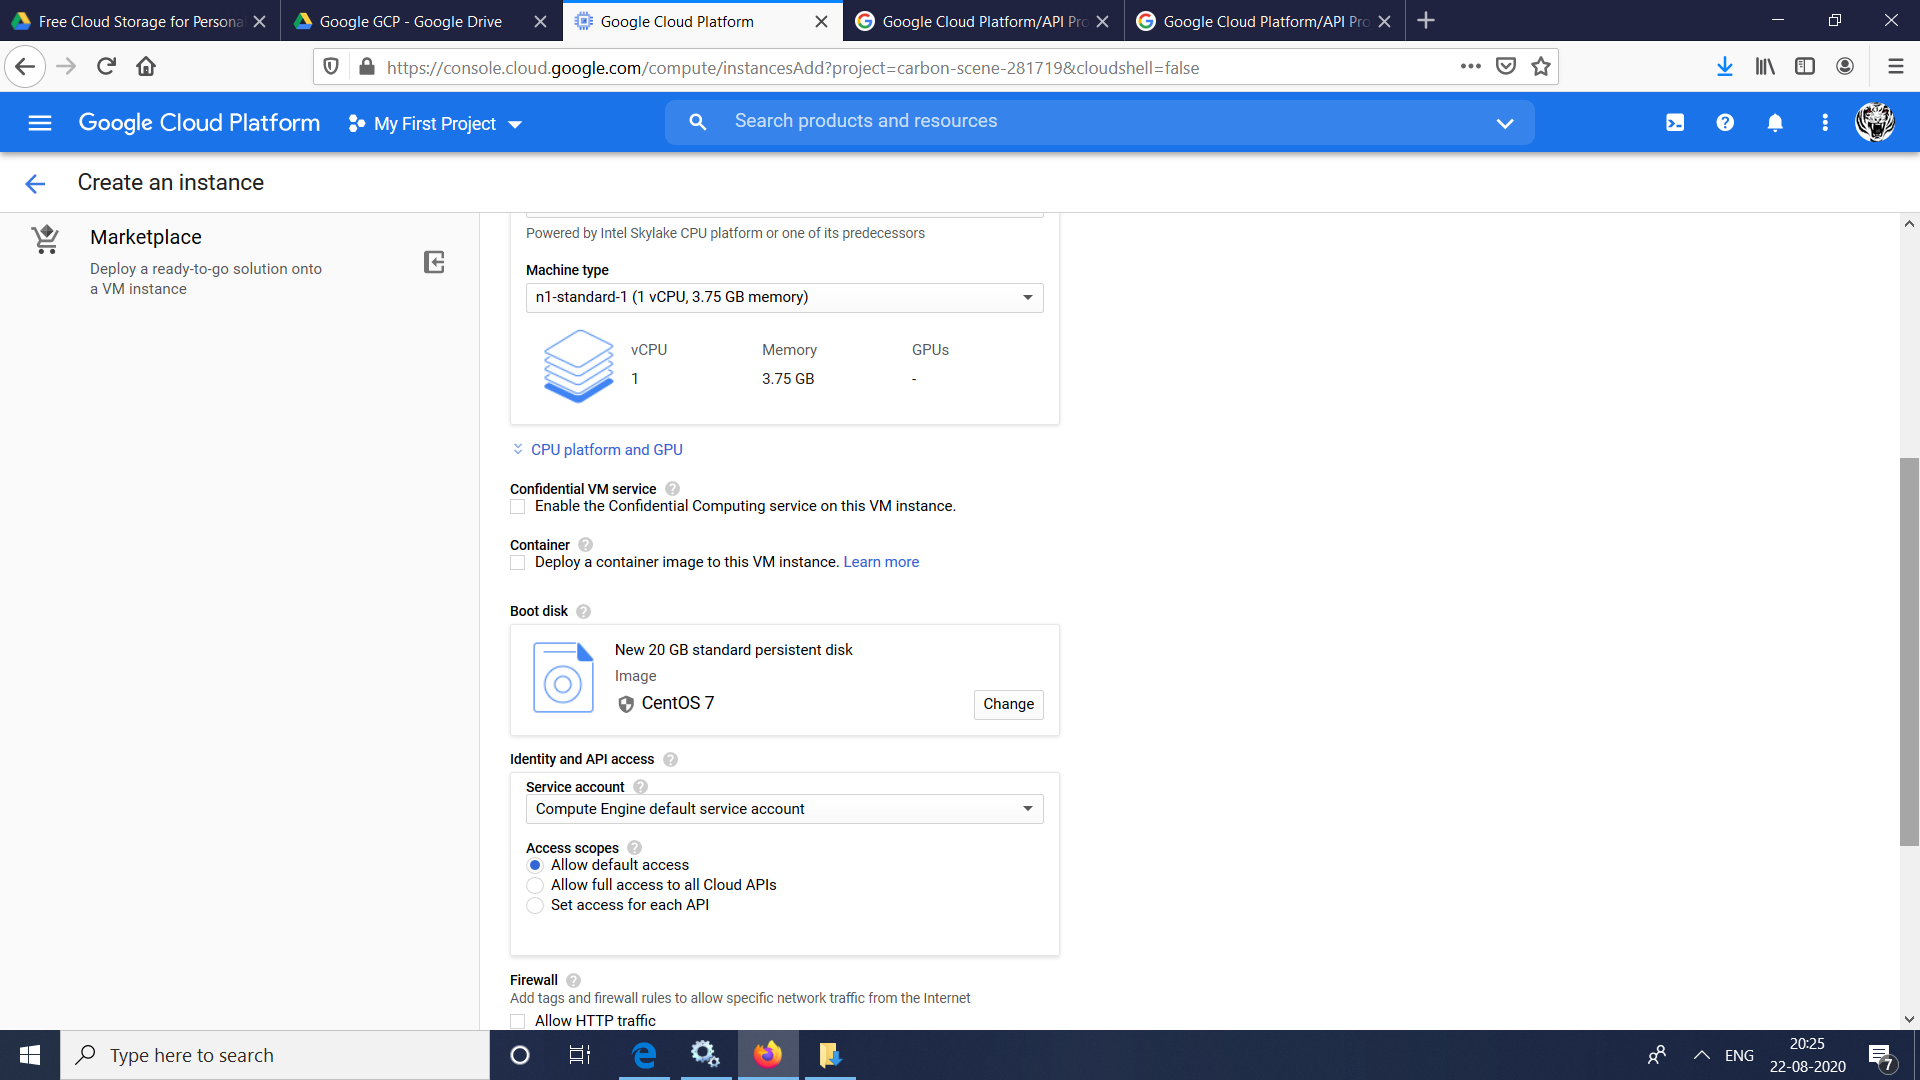 Free Cloud Storage for Persona
Google GCP - Google Drive
Google Cloud Platform
Google Cloud Platform/API Pro
Google Cloud Platform/API Pro
https://console.cloud.google.com/compute/instancesAdd?project=carbon-scene-281719&cloudshell=false
Google Cloud Platform
My First Project
Search products and resources
Create an instance
Marketplace
Deploy a ready-to-go solution onto
a VM instance
Powered by Intel Skylake CPU platform or one of its predecessors
Machine type
n1-standard-1 (1 vCPU, 3.75 GB memory)
vCPU Memory GPUs
1 3.75 GB -
CPU platform and GPU
Confidential VM service
Enable the Confidential Computing service on this VM instance.
Container
Deploy a container image to this VM instance. Learn more
Boot disk
New 20 GB standard persistent disk
Image
CentOS 7
Change
Identity and API access
Service account
Compute Engine default service account
Access scopes
Allow default access
Allow full access to all Cloud APIs
Set access for each API
Firewall
Add tags and firewall rules to allow specific network traffic from the Internet
Allow HTTP traffic
Type here to search
ENG
20:25
22-08-2020
7